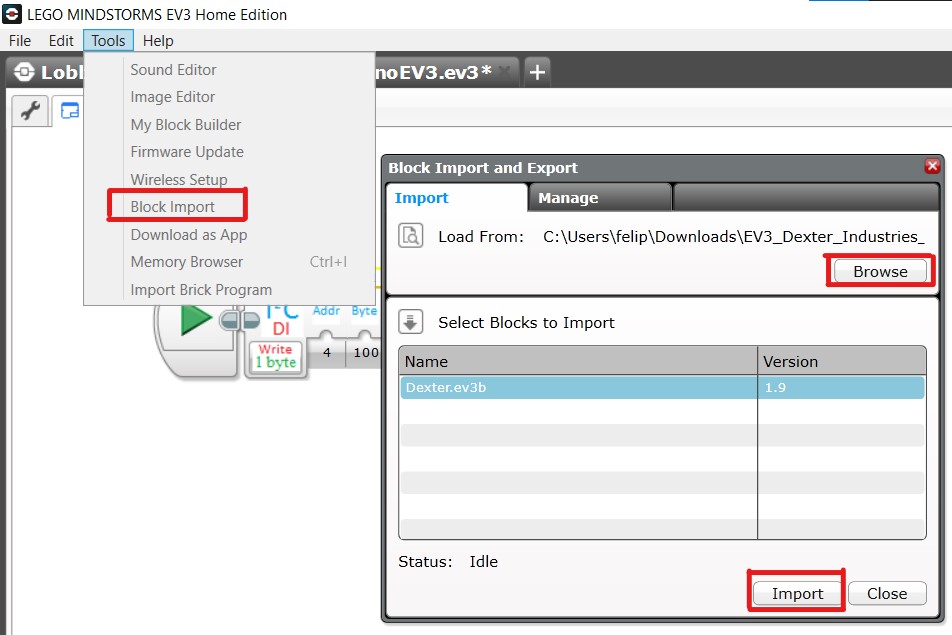 LEGO MINDSTORMS EV3 Home Edition
File Edit Tools Help
noEV3.ev3* +
Sound Editor
Image Editor
My Block Builder
Firmware Update
Wireless Setup
Block Import
Download as App
Memory Browser Ctrl+I
Import Brick Program
I²C
DI
Addr Byte
Write
1 byte
4 100
Block Import and Export
Import Manage
Load From: C:\Users\felip\Downloads\EV3_Dexter_Industries_
Browse
Select Blocks to Import
Name Version
Dexter.ev3b 1.9
Status: Idle
Import Close